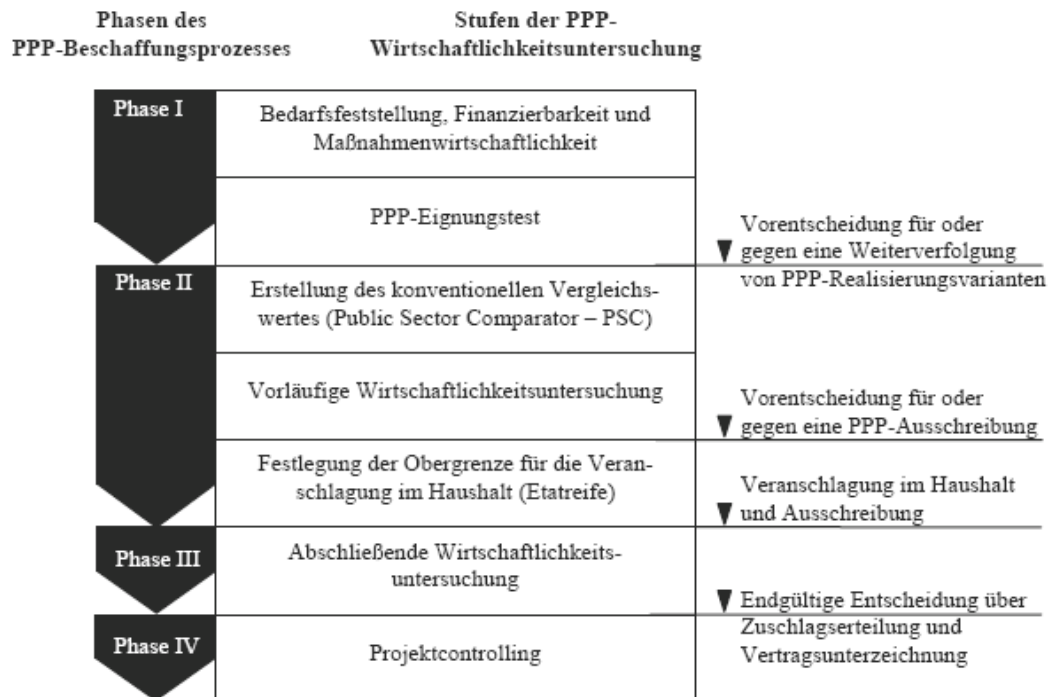 Phasen des
PPP-Beschaffungsprozesses
Stufen der PPP-
Wirtschaftlichkeitsuntersuchung
Phase I
Bedarfsfeststellung, Finanzierbarkeit und
Maßnahmenwirtschaftlichkeit
PPP-Eignungstest
Vorentscheidung für oder
gegen eine Weiterverfolgung
von PPP-Realisierungsvarianten
Phase II
Erstellung des konventionellen Vergleichs-
wertes (Public Sector Comparator – PSC)
Vorläufige Wirtschaftlichkeitsuntersuchung
Vorentscheidung für oder
gegen eine PPP-Ausschreibung
Festlegung der Obergrenze für die Veran-
schlagung im Haushalt (Etatreife)
Veranschlagung im Haushalt
und Ausschreibung
Phase III
Abschließende Wirtschaftlichkeits-
untersuchung
Endgültige Entscheidung über
Zuschlagserteilung und
Vertragsunterzeichnung
Phase IV
Projektcontrolling